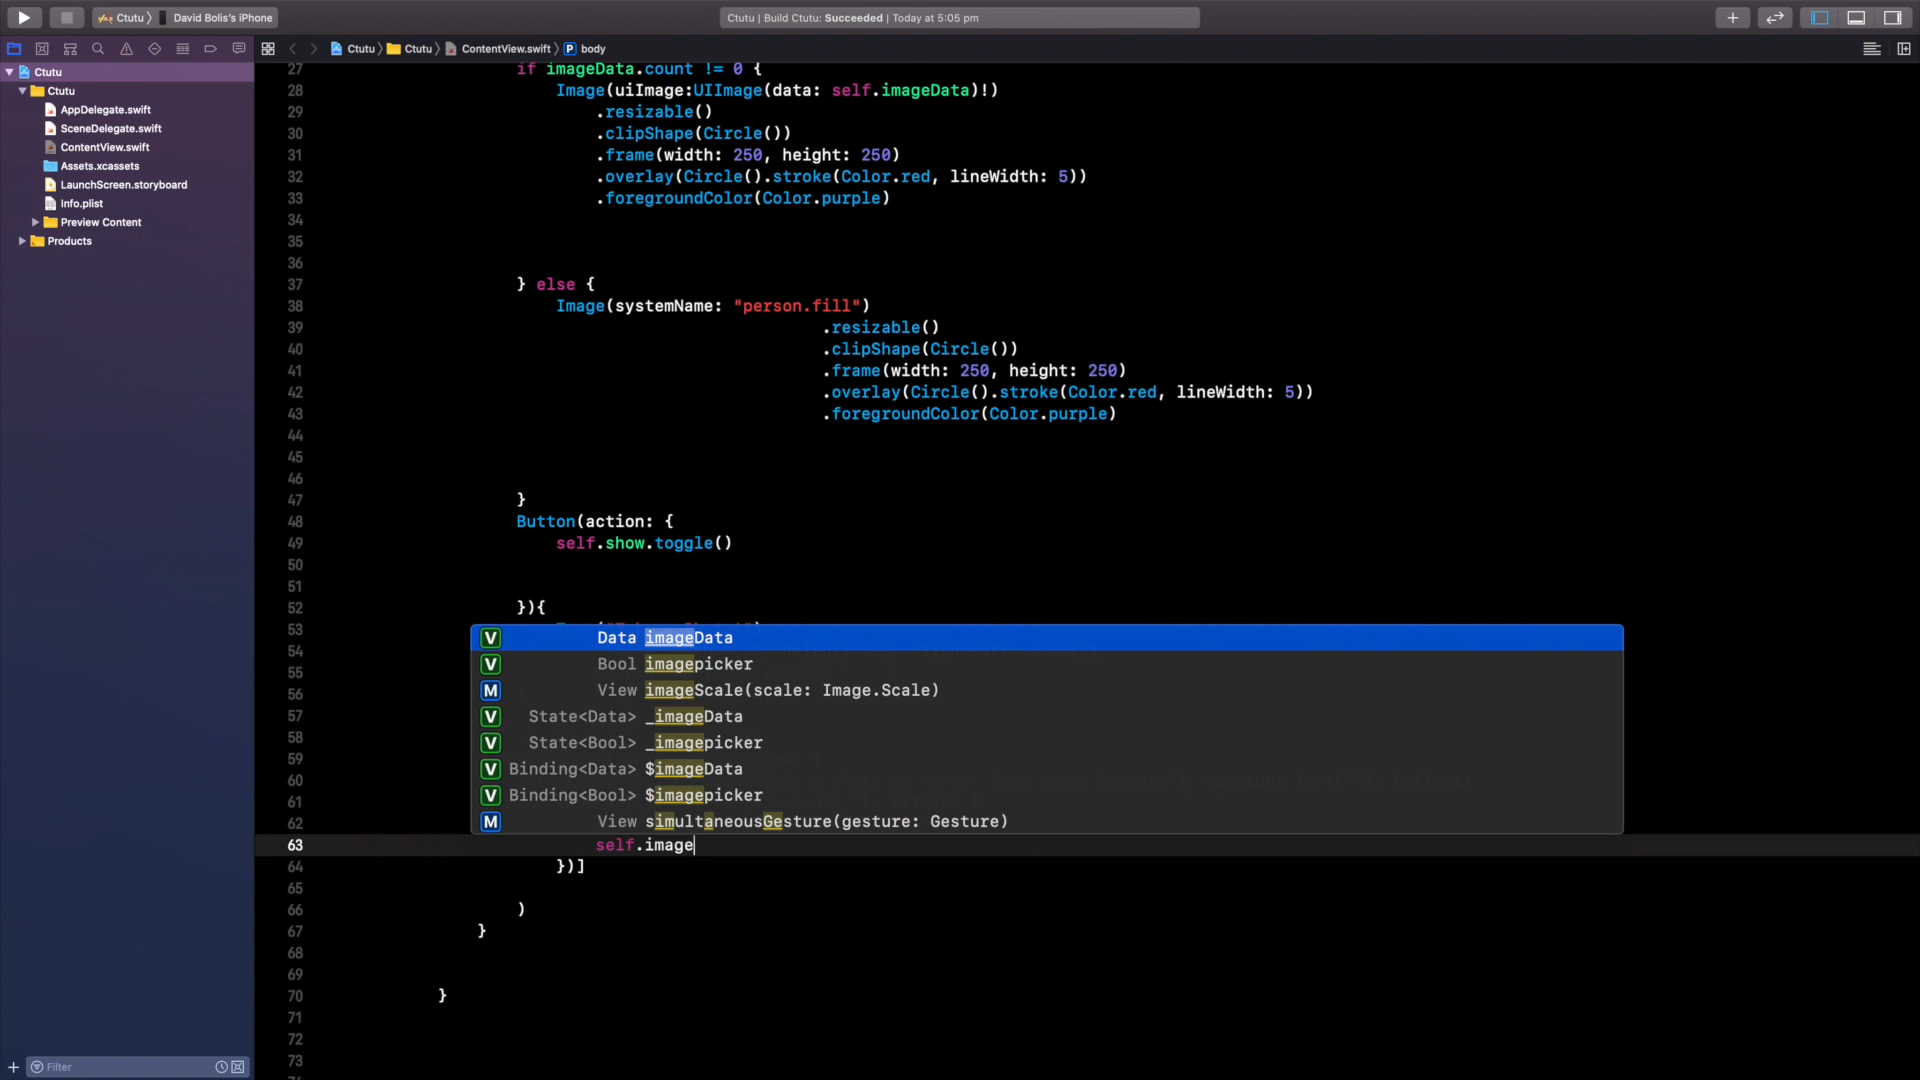 Ctutu 〉 David Bolis's iPhone
Ctutu | Build Ctutu: Succeeded | Today at 5:05 pm
Ctutu 〉 Ctutu 〉 ContentView.swift 〉 P body
Ctutu
Ctutu
AppDelegate.swift
SceneDelegate.swift
ContentView.swift
Assets.xcassets
LaunchScreen.storyboard
Info.plist
Preview Content
Products
Filter
27 if imageData.count != 0 {
28 Image(uiImage:UIImage(data: self.imageData)!)
29 .resizable()
30 .clipShape(Circle())
31 .frame(width: 250, height: 250)
32 .overlay(Circle().stroke(Color.red, lineWidth: 5))
33 .foregroundColor(Color.purple)
34
35
36
37 } else {
38 Image(systemName: "person.fill")
39 .resizable()
40 .clipShape(Circle())
41 .frame(width: 250, height: 250)
42 .overlay(Circle().stroke(Color.red, lineWidth: 5))
43 .foregroundColor(Color.purple)
44
45
46
47 }
48 Button(action: {
49 self.show.toggle()
50
51
52 }){
53
V Data imageData
54
V Bool imagepicker
55
M View imageScale(scale: Image.Scale)
56
V State<Data> _imageData
57
V State<Bool> _imagepicker
58
59
V Binding<Data> $imageData
60
V Binding<Bool> $imagepicker
61
62
M View simultaneousGesture(gesture: Gesture)
63 self.image
64 })]
65
66 )
67 }
68
69
70 }
71
72
73